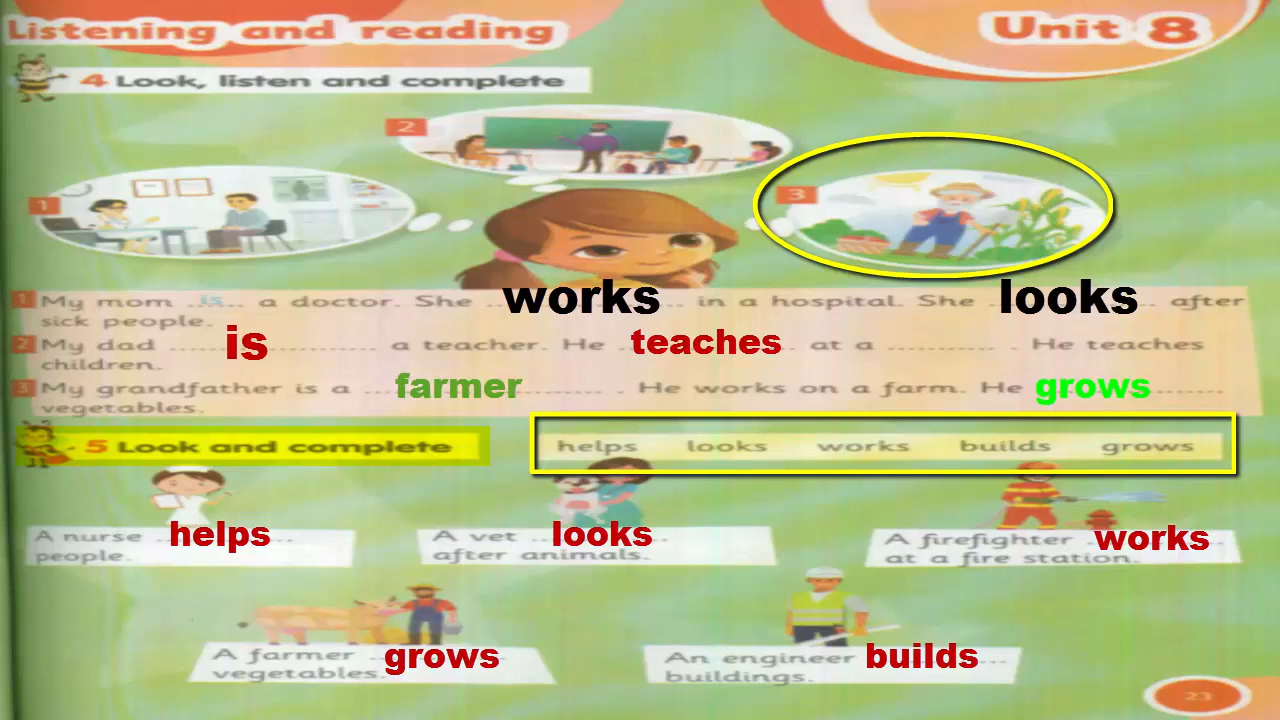 Listening and reading
Unit 8
4 Look, listen and complete
2
1
3
1 My mom ..is.. a doctor. She ... works ... in a hospital. She ... looks ... after
sick people.
2 My dad ........ is ............ a teacher. He .. teaches .. at a ............ . He teaches
children.
3 My grandfather is a ... farmer ........ . He works on a farm. He grows ........
vegetables.
5 Look and complete
helps looks works builds grows
A nurse .. helps ...
people.
A vet ... looks ..
after animals.
A firefighter .. works
at a fire station.
A farmer .. grows
vegetables.
An engineer builds ...
buildings.
23